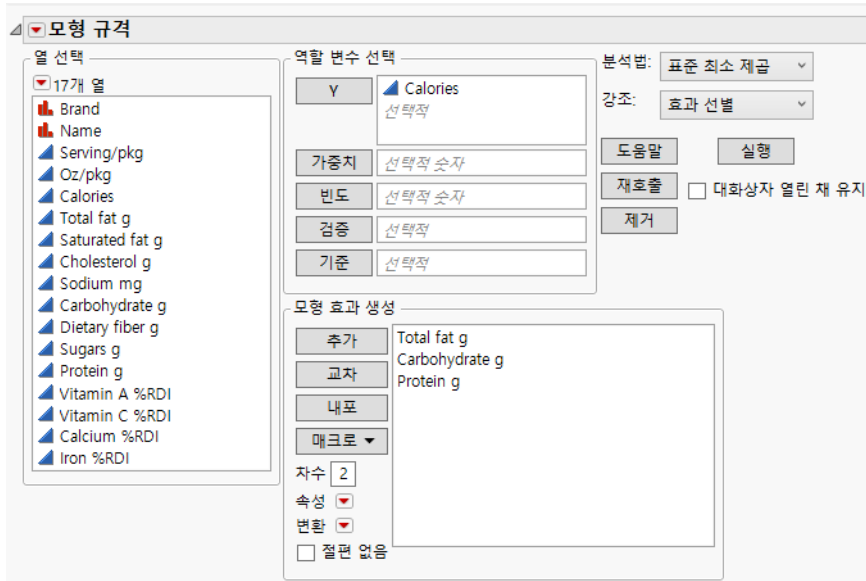 모형 규격
열 선택
17개 열
Brand
Name
Serving/pkg
Oz/pkg
Calories
Total fat g
Saturated fat g
Cholesterol g
Sodium mg
Carbohydrate g
Dietary fiber g
Sugars g
Protein g
Vitamin A %RDI
Vitamin C %RDI
Calcium %RDI
Iron %RDI
역할 변수 선택
Y
Calories
선택적
가중치 선택적 숫자
빈도 선택적 숫자
검증 선택적
기준 선택적
분석법: 표준 최소 제곱
강조: 효과 선별
도움말 실행
재호출 대화상자 열린 채 유지
제거
모형 효과 생성
추가
교차
내포
매크로
차수 2
속성
변환
절편 없음
Total fat g
Carbohydrate g
Protein g